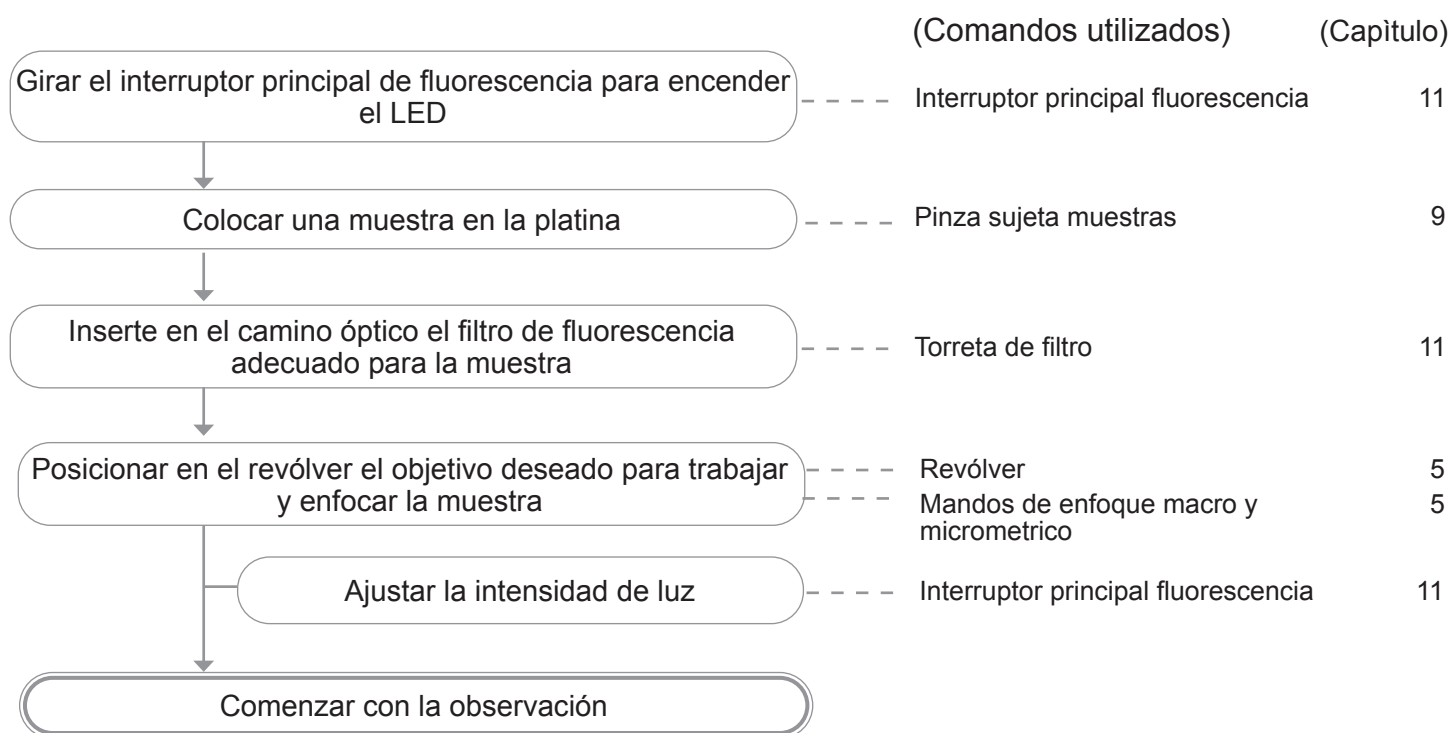 (Comandos utilizados) (Capìtulo)
Girar el interruptor principal de fluorescencia para encender
el LED
Interruptor principal fluorescencia 11
Colocar una muestra en la platina
Pinza sujeta muestras 9
Inserte en el camino óptico el filtro de fluorescencia
adecuado para la muestra
Torreta de filtro 11
Posicionar en el revólver el objetivo deseado para trabajar
y enfocar la muestra
Revólver 5
Mandos de enfoque macro y 5
micrometrico
Ajustar la intensidad de luz
Interruptor principal fluorescencia 11
Comenzar con la observación